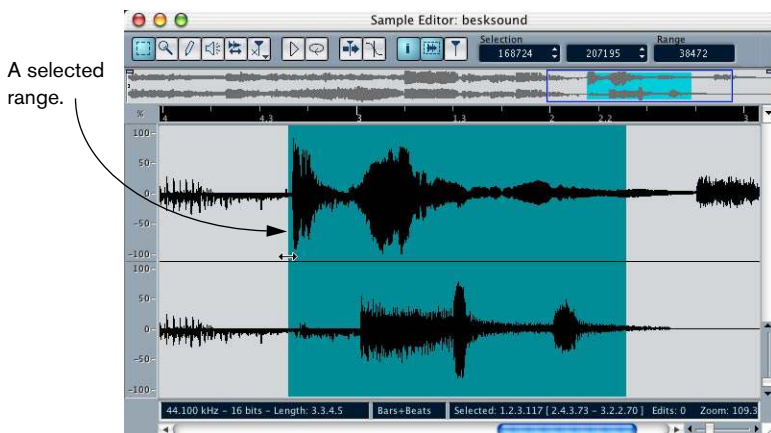 Sample Editor: besksound
Selection Range
168724 207195 38472
A selected
range.
% 4 4.3 3 1.3 2 2.2 3
100
50
0
-50
-100
100
50
0
-50
-100
44.100 kHz - 16 bits - Length: 3.3.4.5 Bars+Beats Selected: 1.2.3.117 [ 2.4.3.73 - 3.2.2.70 ] Edits: 0 Zoom: 109.3